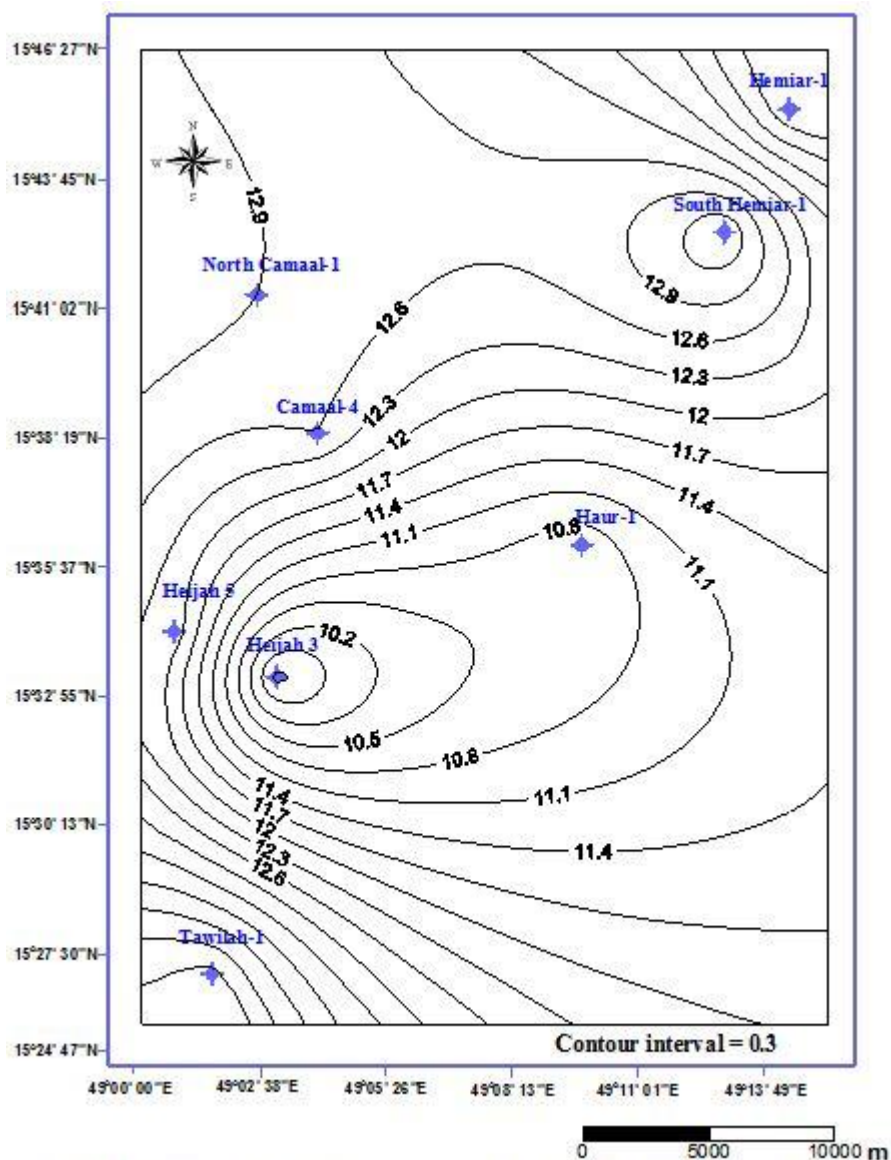 15°46' 27"N
Hemiar-1
N
W E
S
15°43' 45"N
12.9
South Hemiar-1
North Camaal-1
12.9
15°41' 02"N
12.6
12.6
12.3
Camaal-4
12.3
12
15°38' 19"N
12
11.7
11.7
11.4
11.4
Haur-1
10.8
11.1
15°35' 37"N
11.1
Heijah 5
10.2
Heijah 3
15°32' 55"N
10.5
10.8
11.4
11.1
11.7
15°30' 13"N
12
11.4
12.3
12.6
Tawilah-1
15°27' 30"N
Contour interval = 0.3
15°24' 47"N
49°00' 00" E
49°02' 38" E
49°05' 26" E
49°08' 13" E
49°11' 01" E
49°13' 49" E
0 5000 10000 m